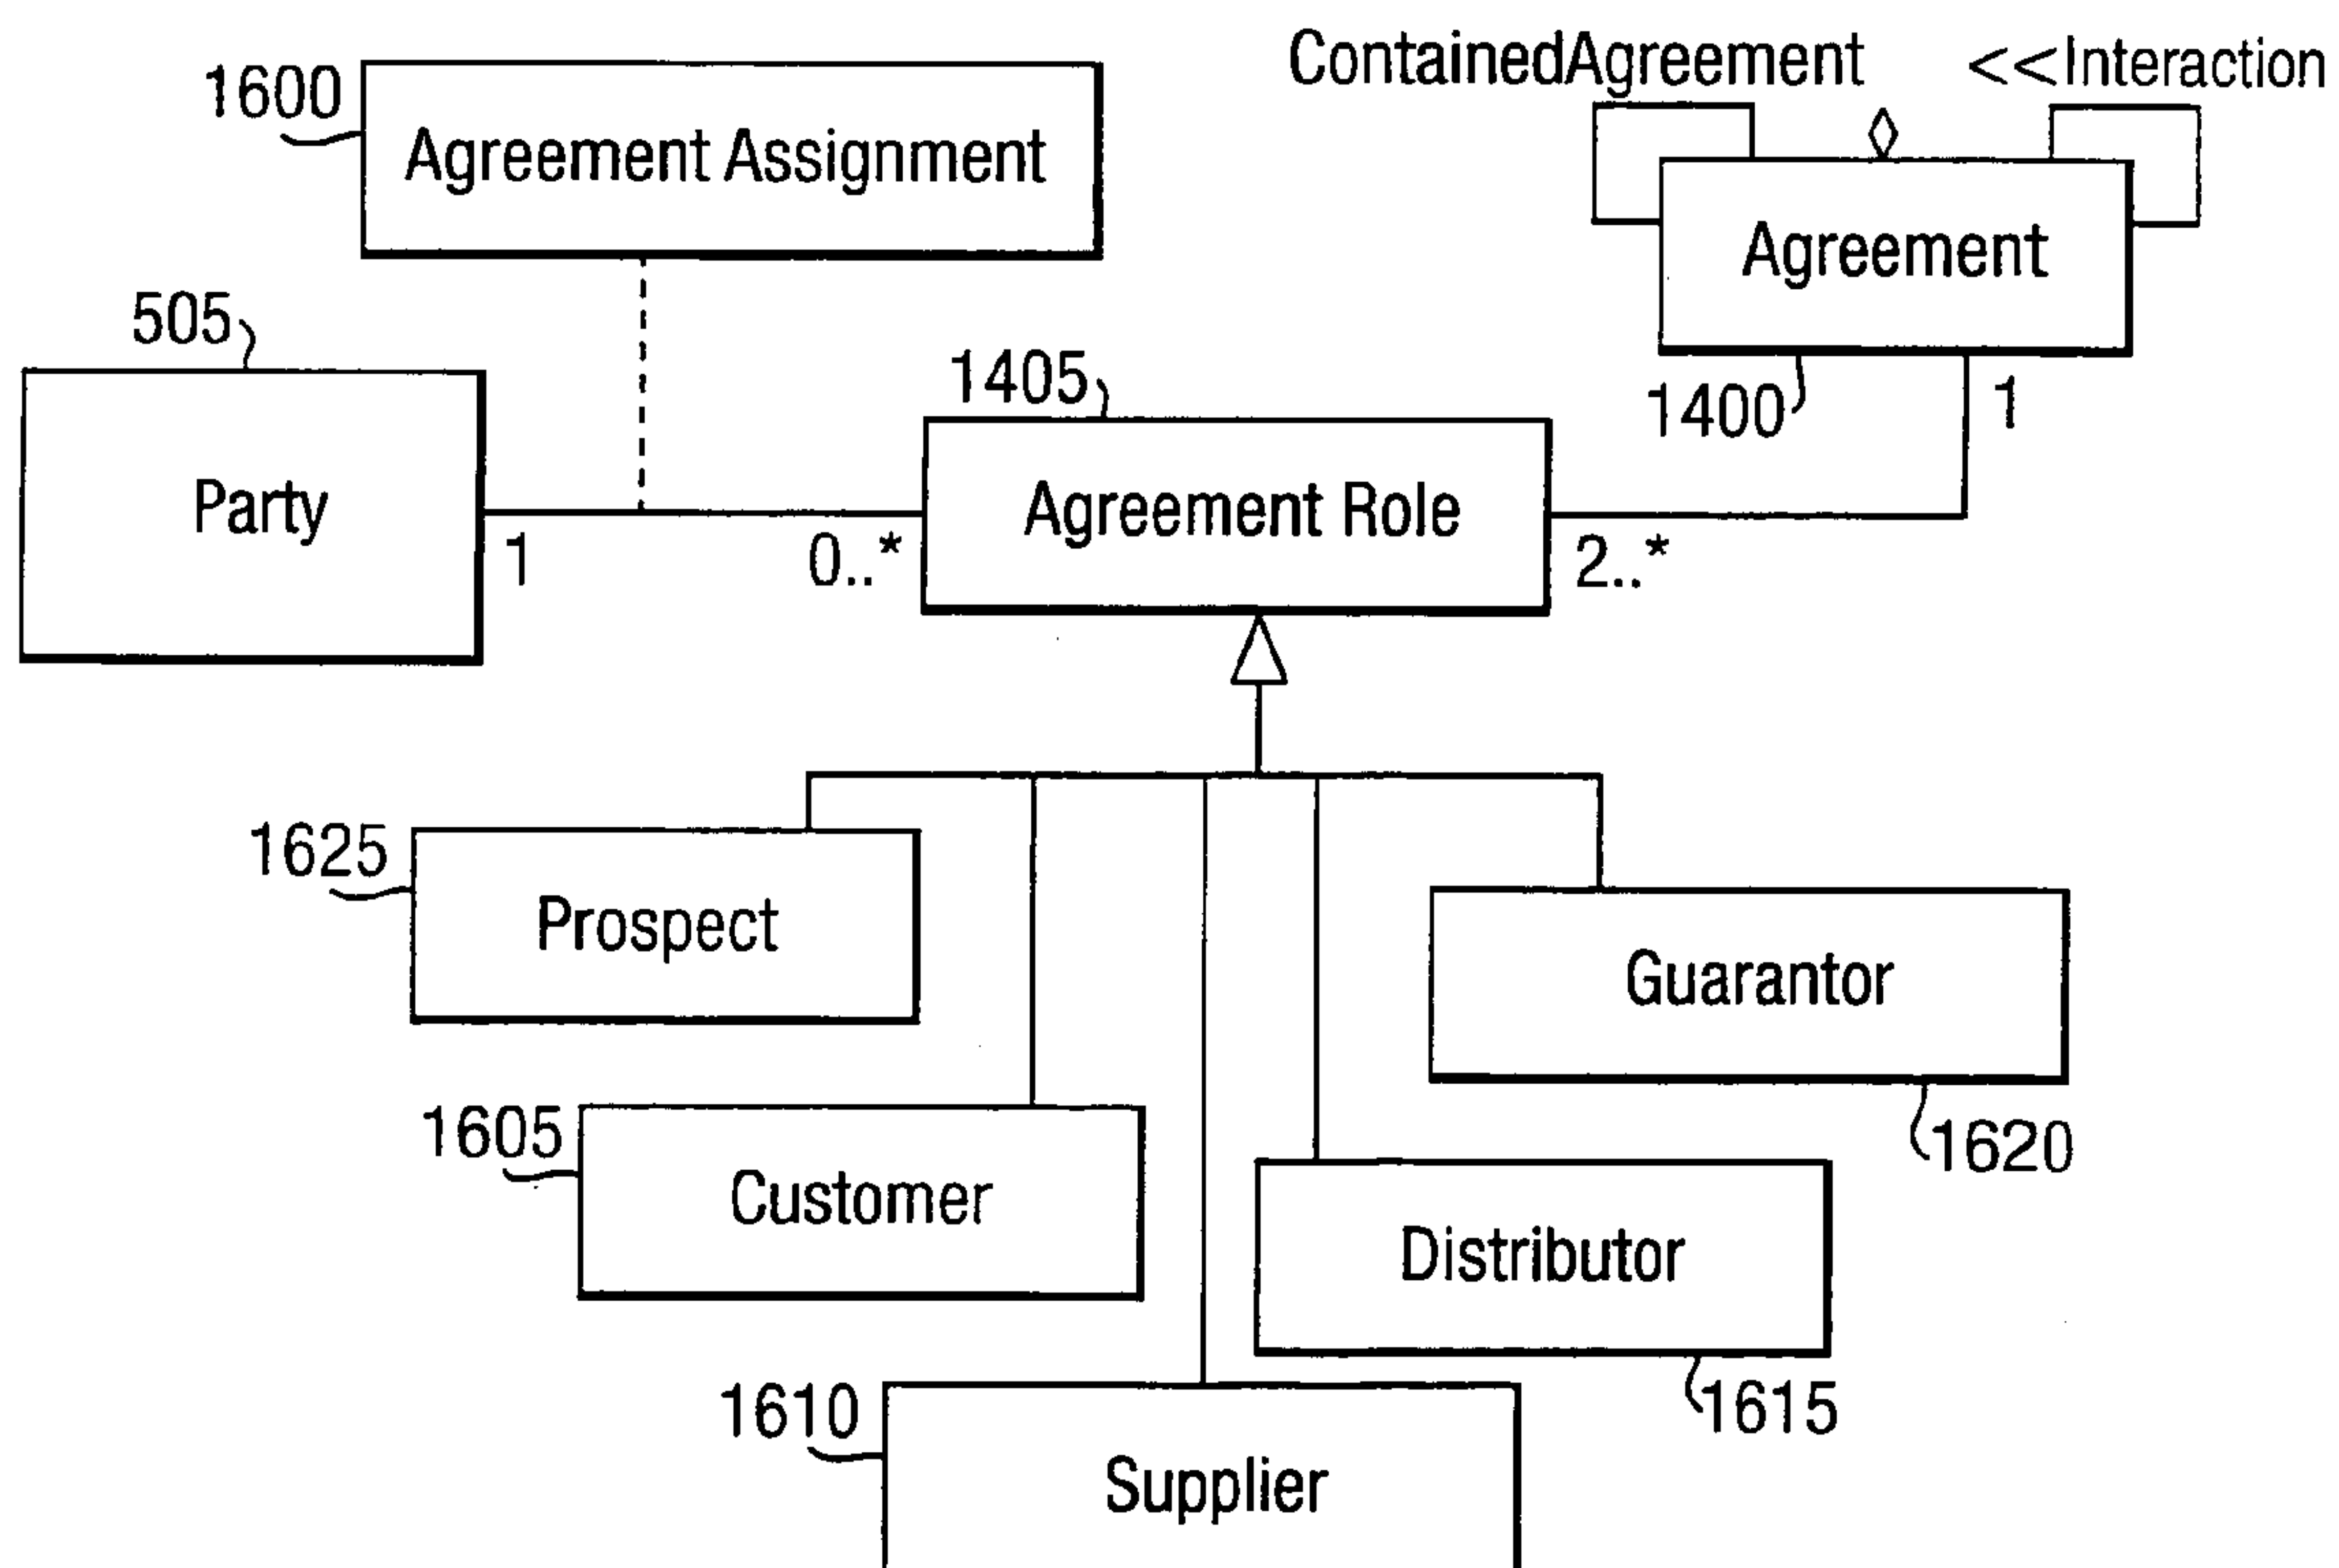 ContainedAgreement <<Interaction
1600
Agreement Assignment
Agreement
505
1405
1400
1
Party
Agreement Role
1
0..*
2..*
1625
Prospect
Guarantor
1605
1620
Customer
Distributor
1610
1615
Supplier